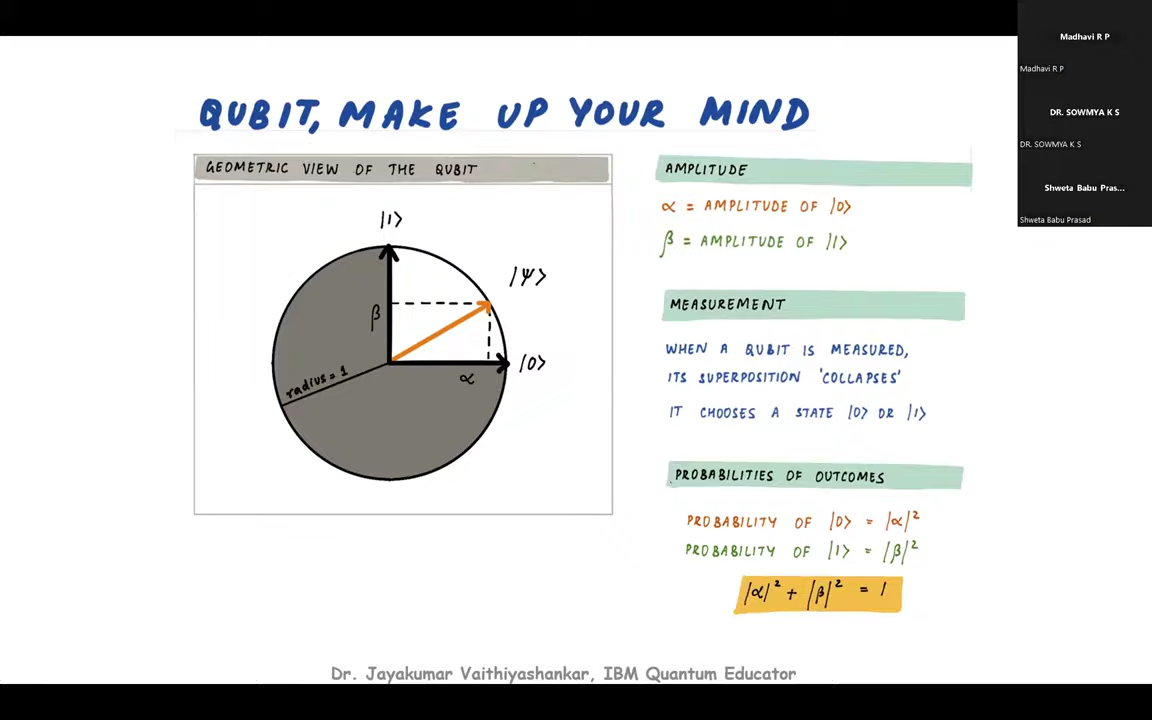 QUBIT, MAKE UP YOUR MIND
GEOMETRIC VIEW OF THE QUBIT
|1>
|Ψ>
β
|0>
α
radius = 1
AMPLITUDE
α = AMPLITUDE OF |0>
β = AMPLITUDE OF |1>
MEASUREMENT
WHEN A QUBIT IS MEASURED,
ITS SUPERPOSITION 'COLLAPSES'
IT CHOOSES A STATE |0> OR |1>
PROBABILITIES OF OUTCOMES
PROBABILITY OF |0> = |α|²
PROBABILITY OF |1> = |β|²
|α|² + |β|² = 1
Dr. Jayakumar Vaithiyashankar, IBM Quantum Educator
Madhavi R P
Madhavi R P
DR. SOWMYA K S
DR. SOWMYA K S
Shweta Babu Pras...
Shweta Babu Prasad